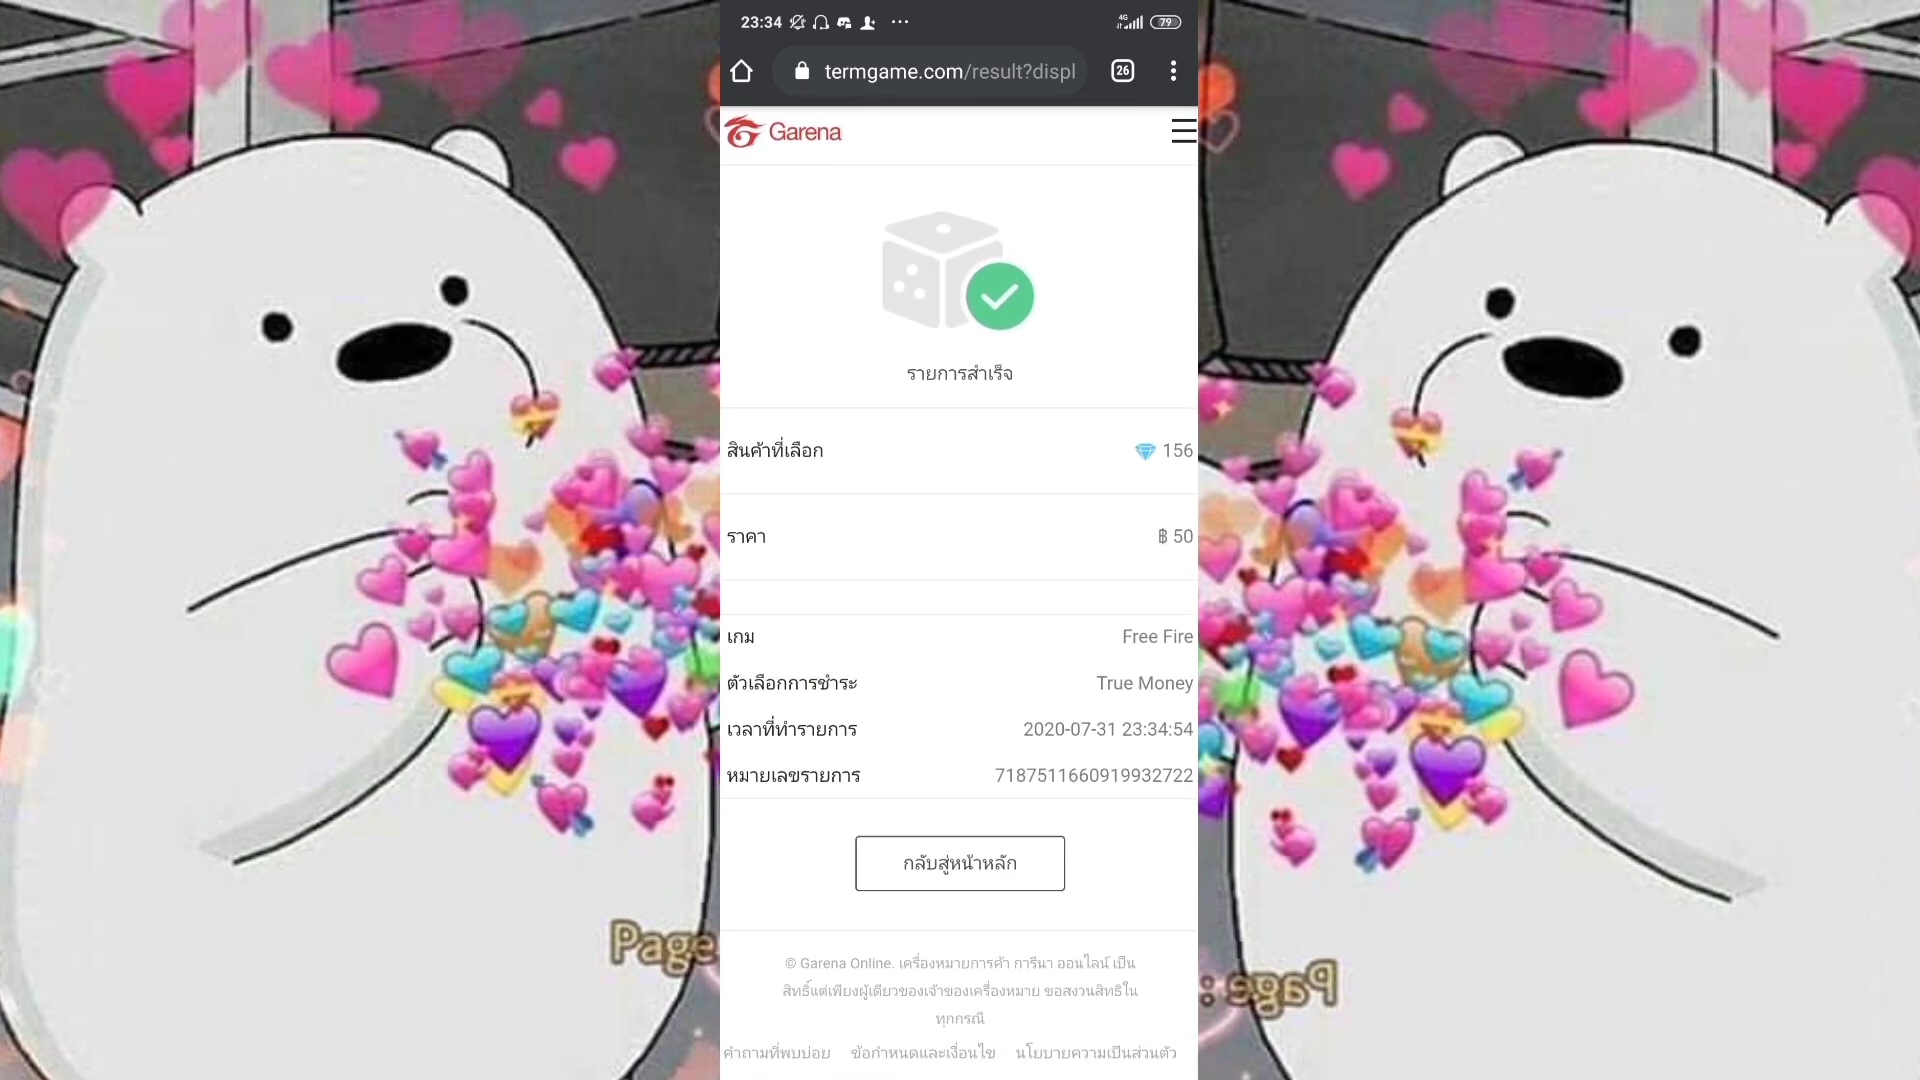 23:34
4G
79
termgame.com/result?displ
26
Garena
รายการสำเร็จ
สินค้าที่เลือก 156
ราคา ฿ 50
เกม Free Fire
ตัวเลือกการชำระ True Money
เวลาที่ทำรายการ 2020-07-31 23:34:54
หมายเลขรายการ 7187511660919932722
กลับสู่หน้าหลัก
© Garena Online. เครื่องหมายการค้า การีนา ออนไลน์ เป็น
สิทธิ์แต่เพียงผู้เดียวของเจ้าของเครื่องหมาย ขอสงวนสิทธิใน
ทุกกรณี
คำถามที่พบบ่อย ข้อกำหนดและเงื่อนไข นโยบายความเป็นส่วนตัว
Page
Page :